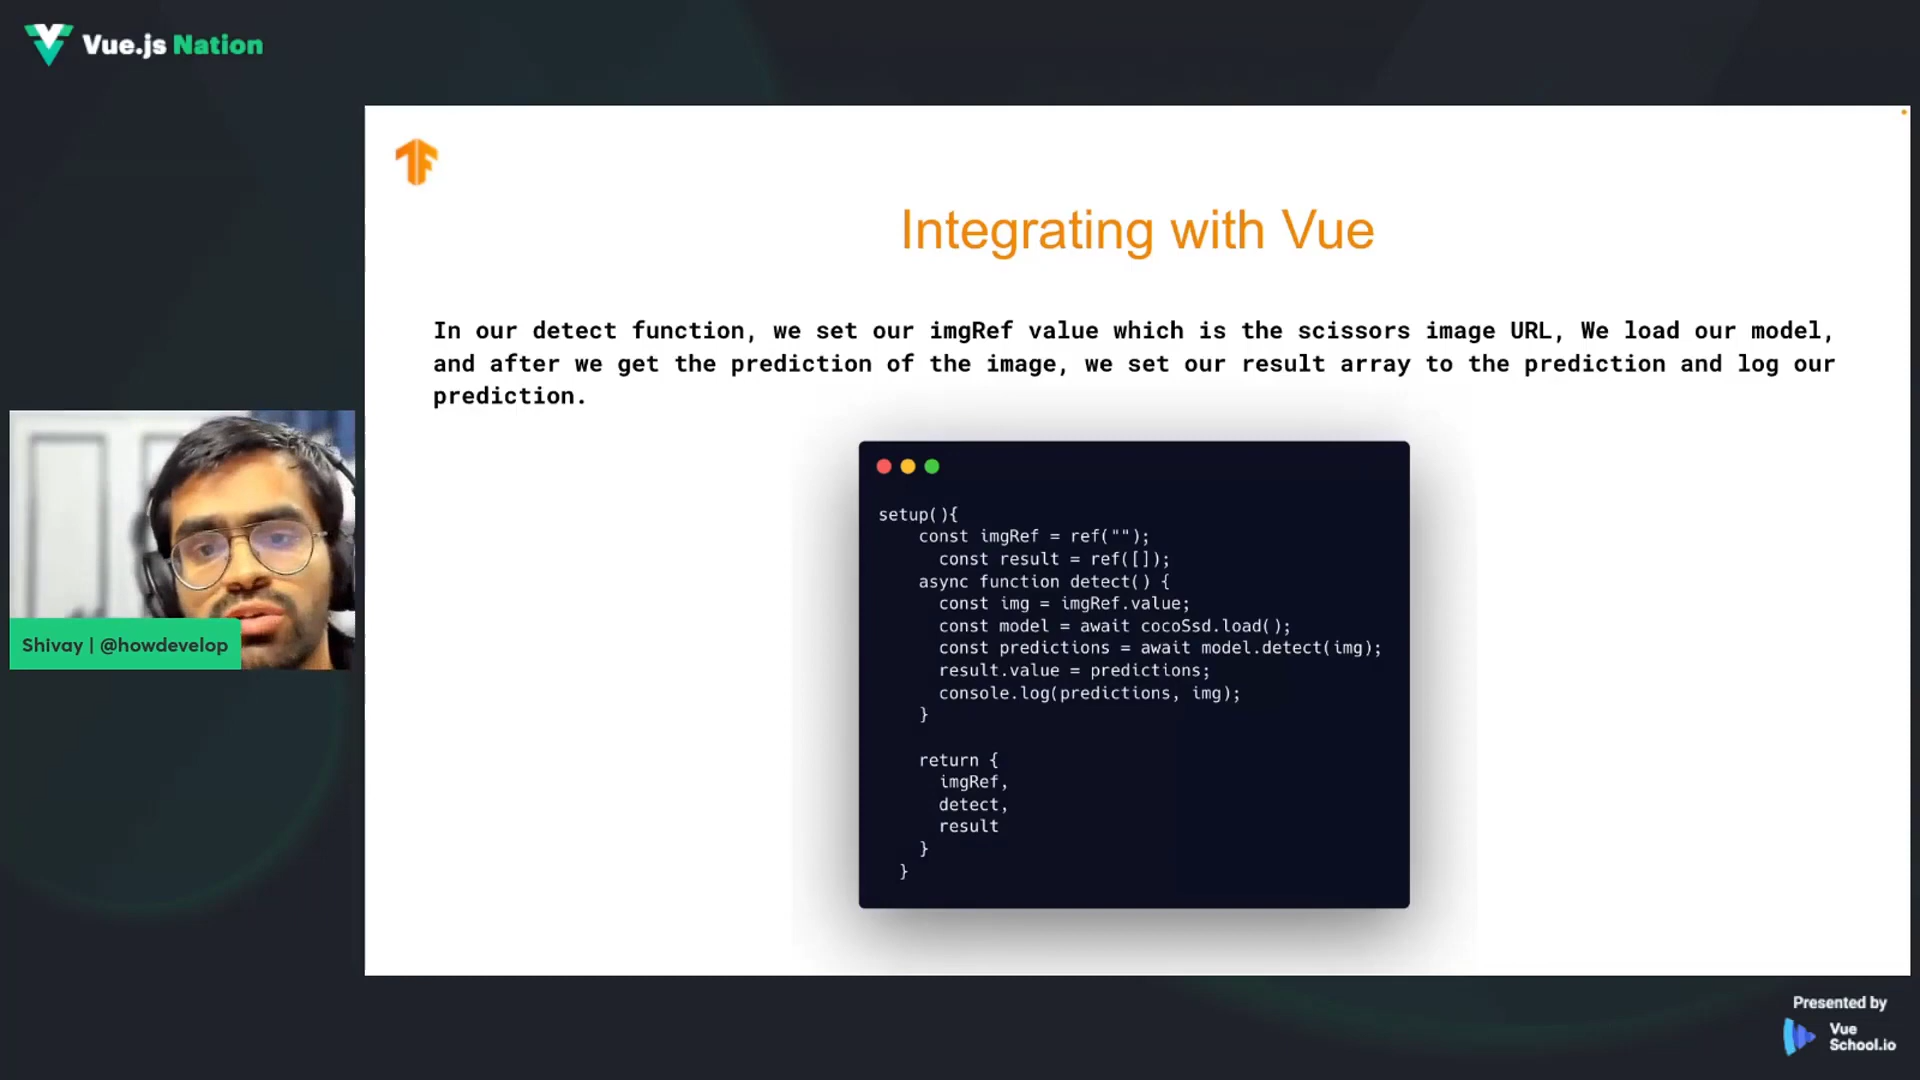 Vue.js Nation
Integrating with Vue
In our detect function, we set our imgRef value which is the scissors image URL, We load our model,
and after we get the prediction of the image, we set our result array to the prediction and log our
prediction.
setup(){
    const imgRef = ref("");
      const result = ref([]);
    async function detect() {
      const img = imgRef.value;
      const model = await cocoSsd.load();
      const predictions = await model.detect(img);
      result.value = predictions;
      console.log(predictions, img);
    }
    return {
      imgRef,
      detect,
      result
    }
  }
Shivay | @howdevelop
Presented by
Vue
School.io